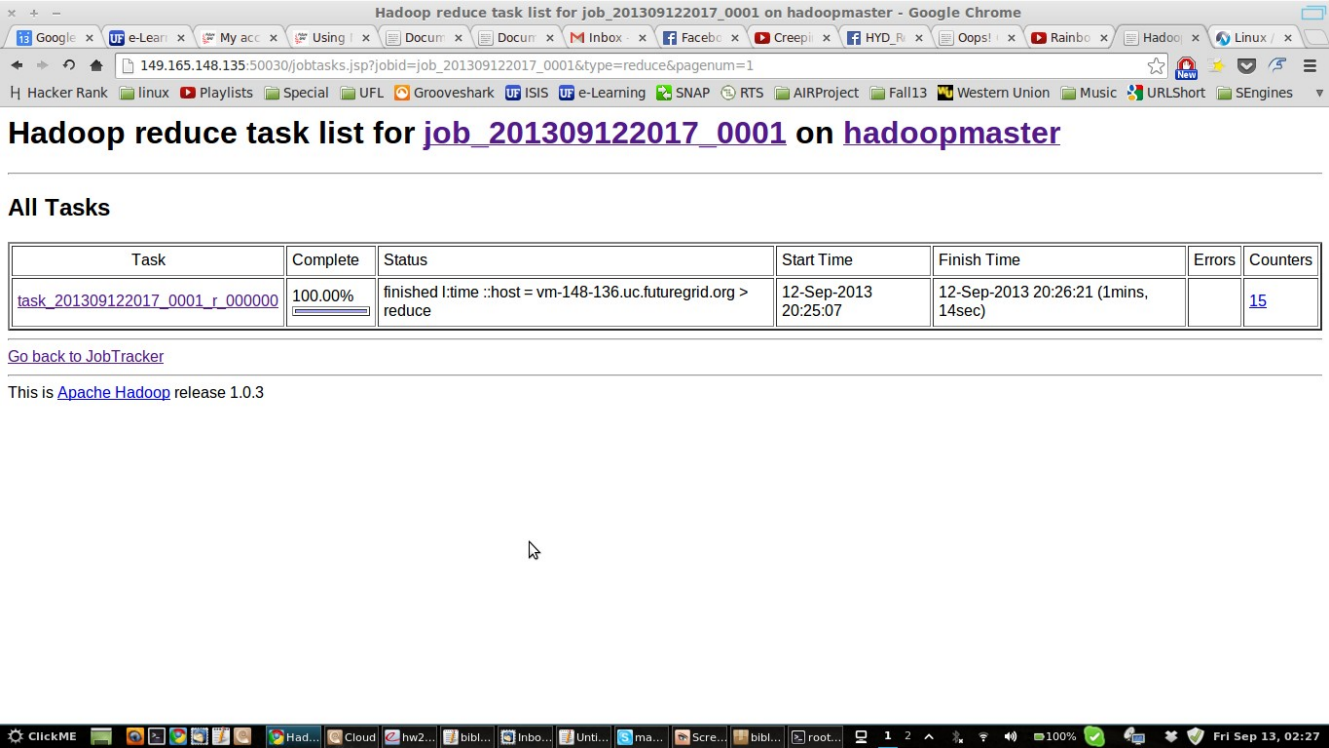 Hadoop reduce task list for job_201309122017_0001 on hadoopmaster - Google Chrome
Google e-Lear My acc Using Docum Docum Inbox - Facebo Creepi HYD_R Oops! Rainbo Hadoop Linux /
149.165.148.135:50030/jobtasks.jsp?jobid=job_201309122017_0001&type=reduce&pagenum=1
New
Hacker Rank linux Playlists Special UFL Grooveshark UF ISIS UF e-Learning SNAP RTS AIRProject Fall13 Western Union Music URLShort SEngines
Hadoop reduce task list for job_201309122017_0001 on hadoopmaster
All Tasks
Task Complete Status Start Time Finish Time Errors Counters
task_201309122017_0001_r_000000 100.00% finished l:time ::host = vm-148-136.uc.futuregrid.org > 12-Sep-2013 12-Sep-2013 20:26:21 (1mins, 15
reduce 20:25:07 14sec)
Go back to JobTracker
This is Apache Hadoop release 1.0.3
ClickME Had... Cloud hw2... bibl... Inbo... Unti... ma... Scre... bibl... root... 1 2 100% Fri Sep 13, 02:27